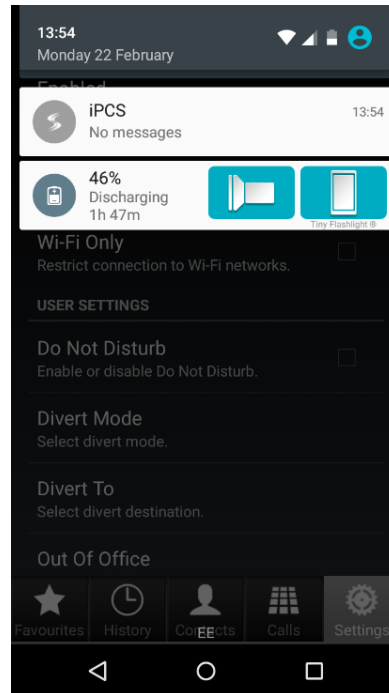 13:54
Monday 22 February
Enabled
iPCS
13:54
No messages
46%
Discharging
1h 47m
Tiny Flashlight ®
Wi-Fi Only
Restrict connection to Wi-Fi networks.
USER SETTINGS
Do Not Disturb
Enable or disable Do Not Disturb.
Divert Mode
Select divert mode.
Divert To
Select divert destination.
Out Of Office
Favourites
History
Contacts
Calls
Settings
EE